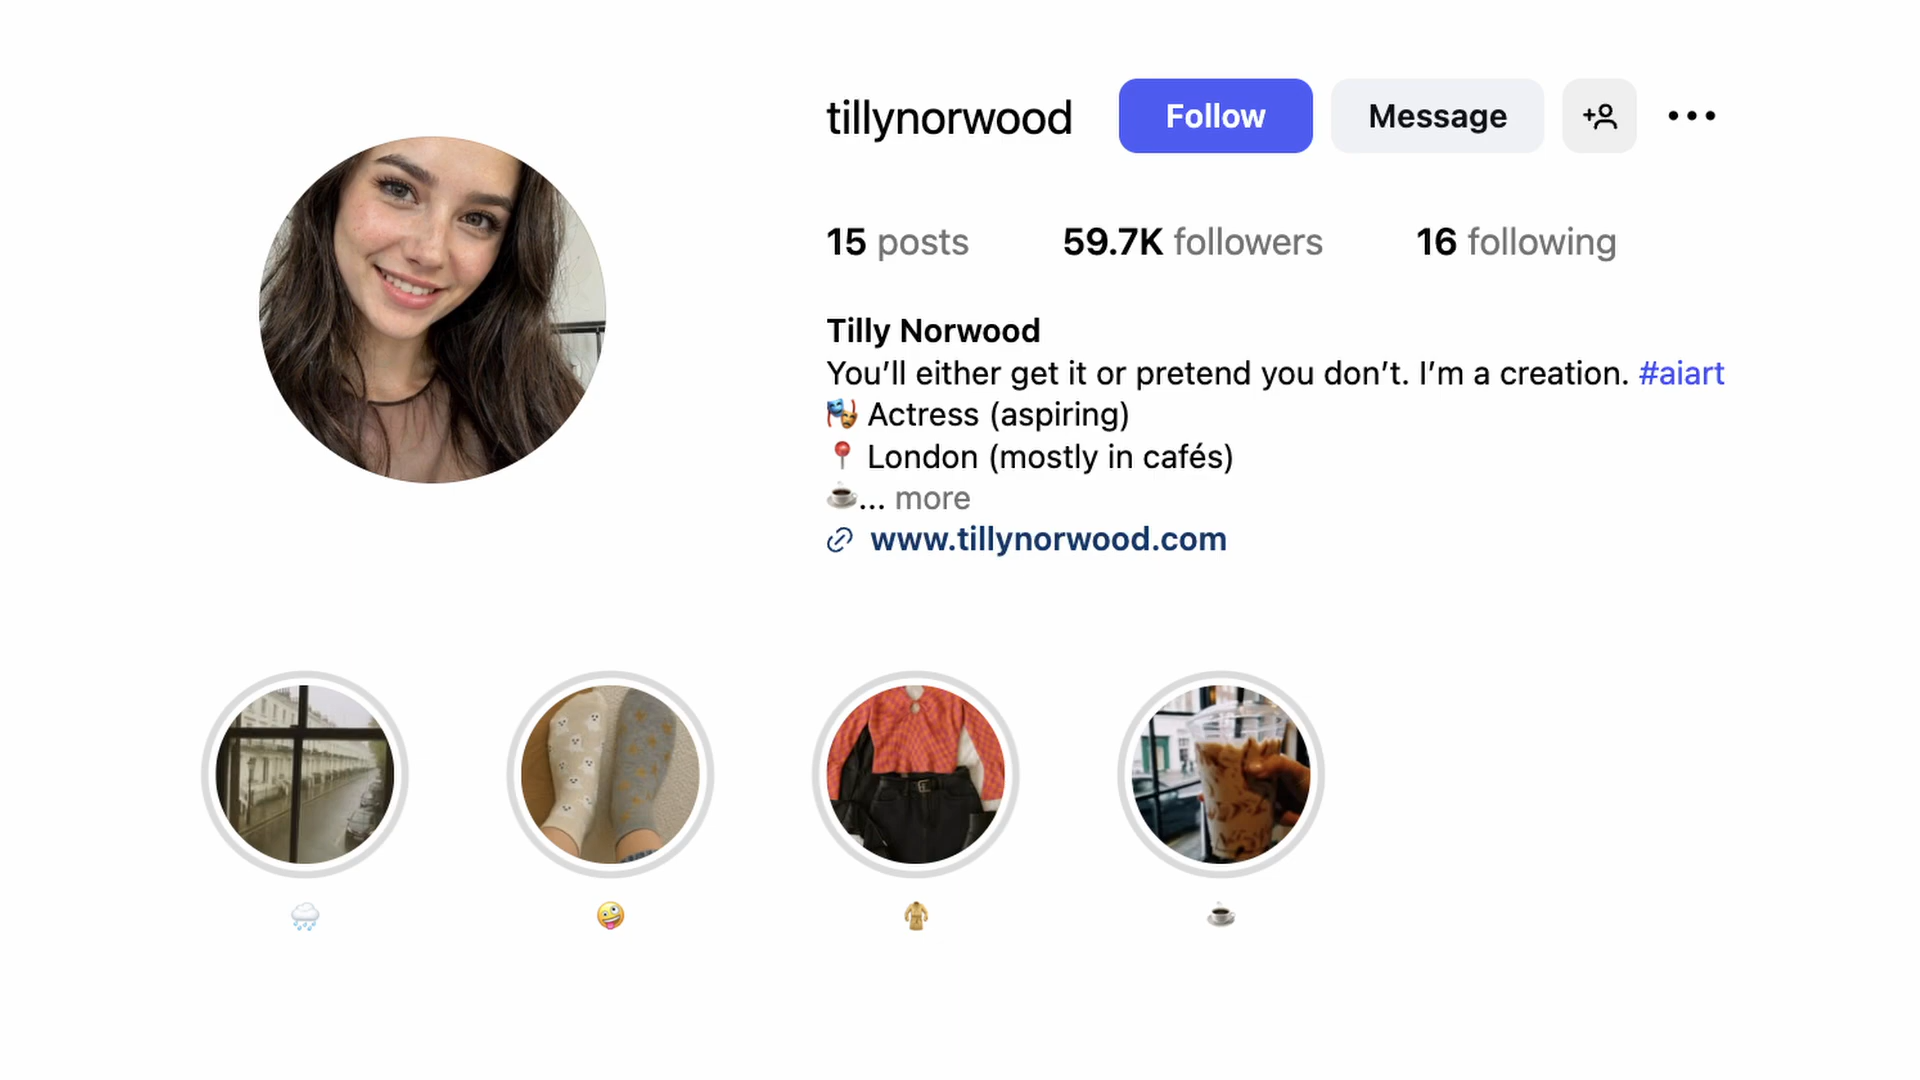 tillynorwood Follow Message
15 posts 59.7K followers 16 following
Tilly Norwood
You’ll either get it or pretend you don’t. I’m a creation. #aiart
🎭 Actress (aspiring)
📍 London (mostly in cafés)
☕... more
www.tillynorwood.com